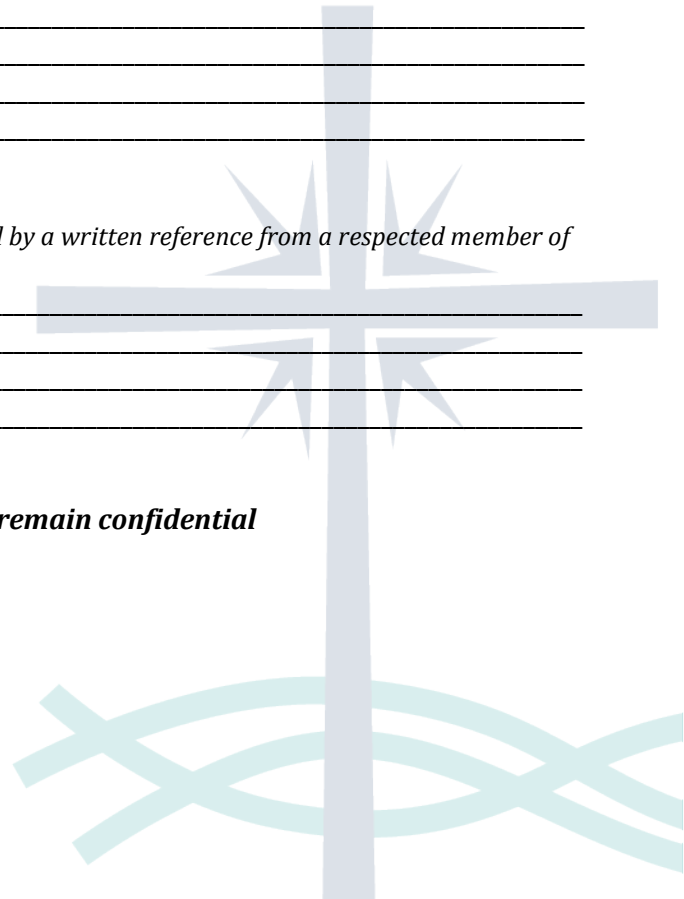 by a written reference from a respected member of
remain confidential